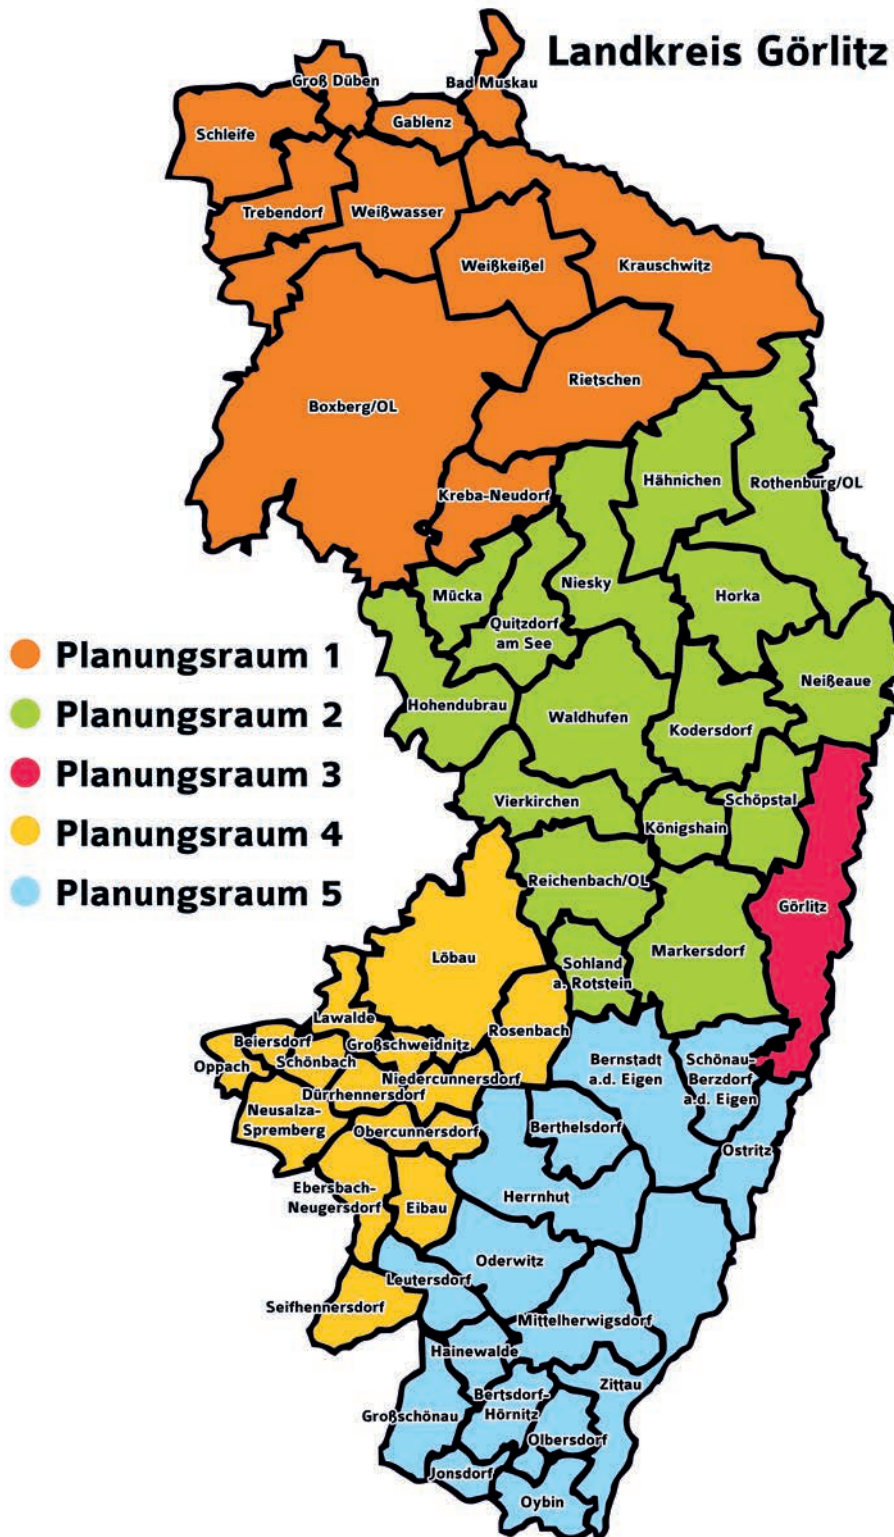 Landkreis Görlitz
Groß Düben
Bad Muskau
Gablenz
Schleife
Trebendorf
Weißwasser
Weißkeißel
Krauschwitz
Rietschen
Boxberg/OL
Kreba-Neudorf
Hähnichen
Rothenburg/OL
Mücka
Niesky
Horka
Quitzdorf
am See
Neißeaue
Hohendubrau
Waldhufen
Kodersdorf
Vierkirchen
Schöpstal
Königshain
Reichenbach/OL
Görlitz
Markersdorf
Sohland
a. Rotstein
Planungsraum 1
Planungsraum 2
Planungsraum 3
Planungsraum 4
Planungsraum 5
Löbau
Lawalde
Rosenbach
Beiersdorf
Großschweidnitz
Oppach
Schönbach
Niedercunnersdorf
Dürrhennersdorf
Neusalza-
Spremberg
Obercunnersdorf
Ebersbach-
Neugersdorf
Eibau
Seifhennersdorf
Bernstadt
a.d. Eigen
Schönau-
Berzdorf
a.d. Eigen
Berthelsdorf
Ostritz
Herrnhut
Oderwitz
Leutersdorf
Mittelherwigsdorf
Hainewalde
Zittau
Bertsdorf-
Hörnitz
Großschönau
Olbersdorf
Jonsdorf
Oybin